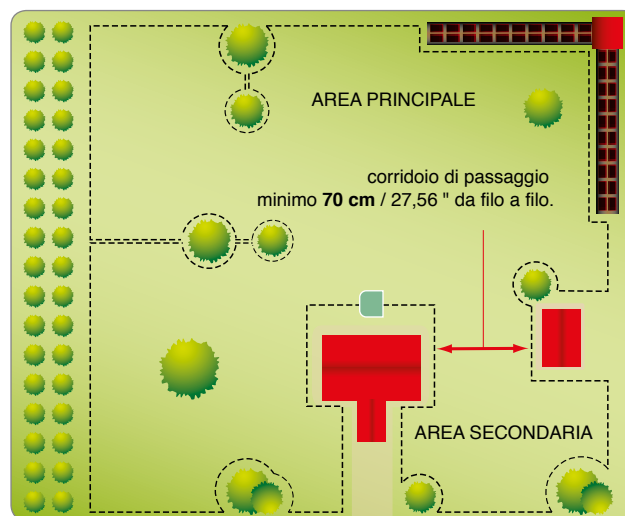 AREA PRINCIPALE
corridoio di passaggio
minimo 70 cm / 27,56 " da filo a filo.
AREA SECONDARIA